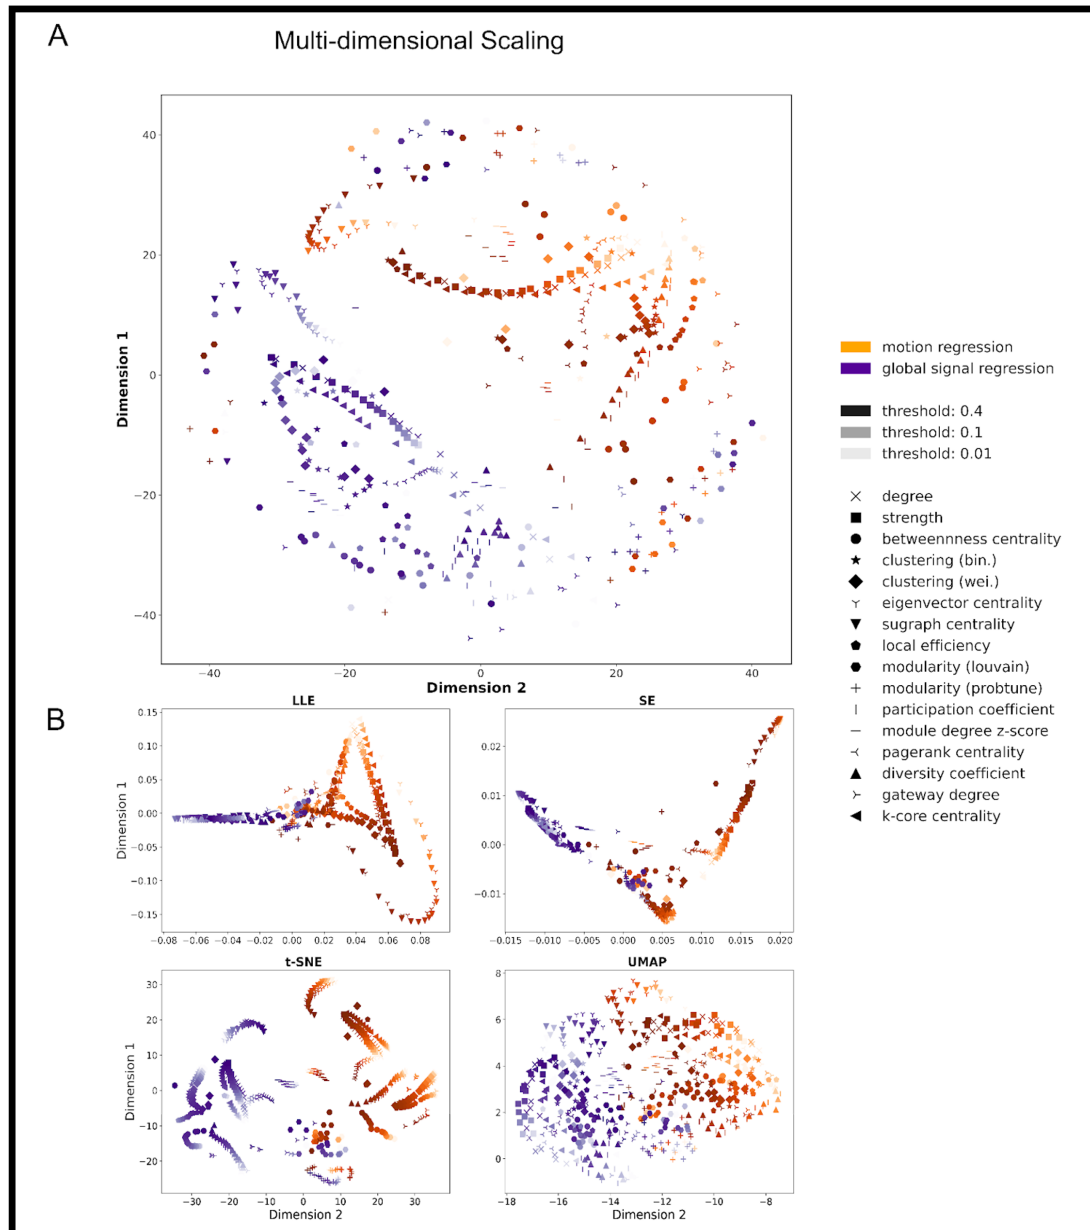 A
Multi-dimensional Scaling
40
20
0
−20
−40
Dimension 1
−40
−20
0
20
40
Dimension 2
motion regression
global signal regression
threshold: 0.4
threshold: 0.1
threshold: 0.01
degree
strength
betweennness centrality
clustering (bin.)
clustering (wei.)
eigenvector centrality
sugraph centrality
local efficiency
modularity (louvain)
modularity (probtune)
participation coefficient
module degree z-score
pagerank centrality
diversity coefficient
gateway degree
k-core centrality
B
LLE
0.15
0.10
0.05
0.00
−0.05
−0.10
−0.15
Dimension 1
−0.08 −0.06 −0.04 −0.02 0.00 0.02 0.04 0.06 0.08
SE
0.02
0.01
0.00
−0.01
−0.015 −0.010 −0.005 0.000 0.005 0.010 0.015 0.020
t-SNE
30
20
10
0
−10
−20
Dimension 1
−30 −20 −10 0 10 20 30
Dimension 2
UMAP
8
6
4
2
0
−18 −16 −14 −12 −10 −8
Dimension 2